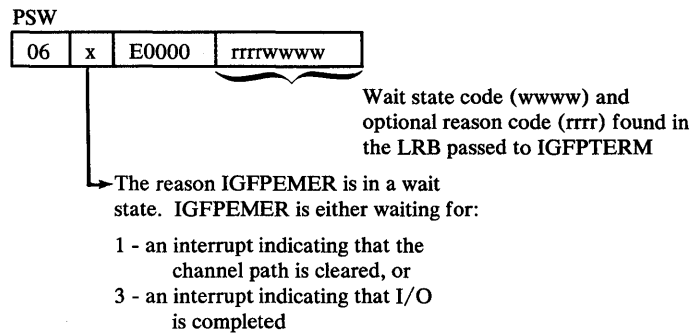 PSW
06 x E0000 rrrrwwww
Wait state code (wwww) and
optional reason code (rrrr) found in
the LRB passed to IGFPTERM
The reason IGFPEMER is in a wait
state. IGFPEMER is either waiting for:
1 - an interrupt indicating that the
channel path is cleared, or
3 - an interrupt indicating that I/O
is completed